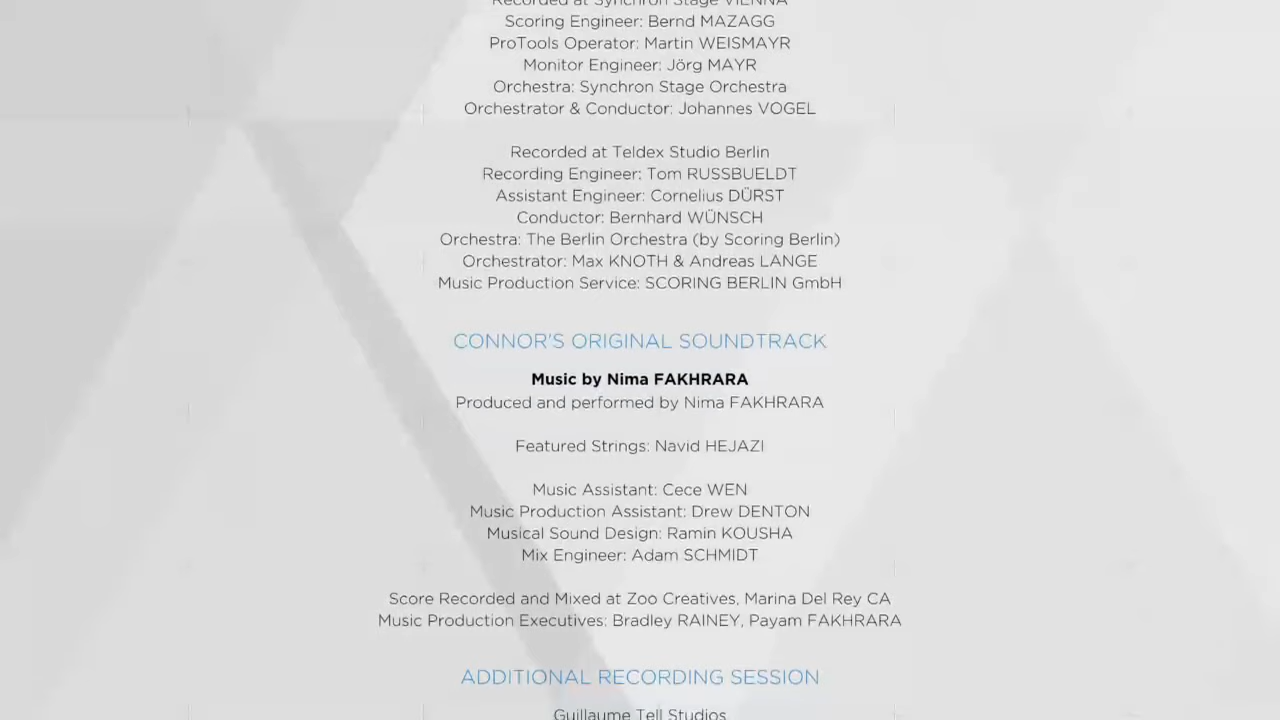 Recorded at Synchron Stage VIENNA
Scoring Engineer: Bernd MAZAGG
ProTools Operator: Martin WEISMAYR
Monitor Engineer: Jörg MAYR
Orchestra: Synchron Stage Orchestra
Orchestrator & Conductor: Johannes VOGEL
Recorded at Teldex Studio Berlin
Recording Engineer: Tom RUSSBUELDT
Assistant Engineer: Cornelius DÜRST
Conductor: Bernhard WÜNSCH
Orchestra: The Berlin Orchestra (by Scoring Berlin)
Orchestrator: Max KNOTH & Andreas LANGE
Music Production Service: SCORING BERLIN GmbH
CONNOR'S ORIGINAL SOUNDTRACK
Music by Nima FAKHRARA
Produced and performed by Nima FAKHRARA
Featured Strings: Navid HEJAZI
Music Assistant: Cece WEN
Music Production Assistant: Drew DENTON
Musical Sound Design: Ramin KOUSHA
Mix Engineer: Adam SCHMIDT
Score Recorded and Mixed at Zoo Creatives, Marina Del Rey CA
Music Production Executives: Bradley RAINEY, Payam FAKHRARA
ADDITIONAL RECORDING SESSION
Guillaume Tell Studios